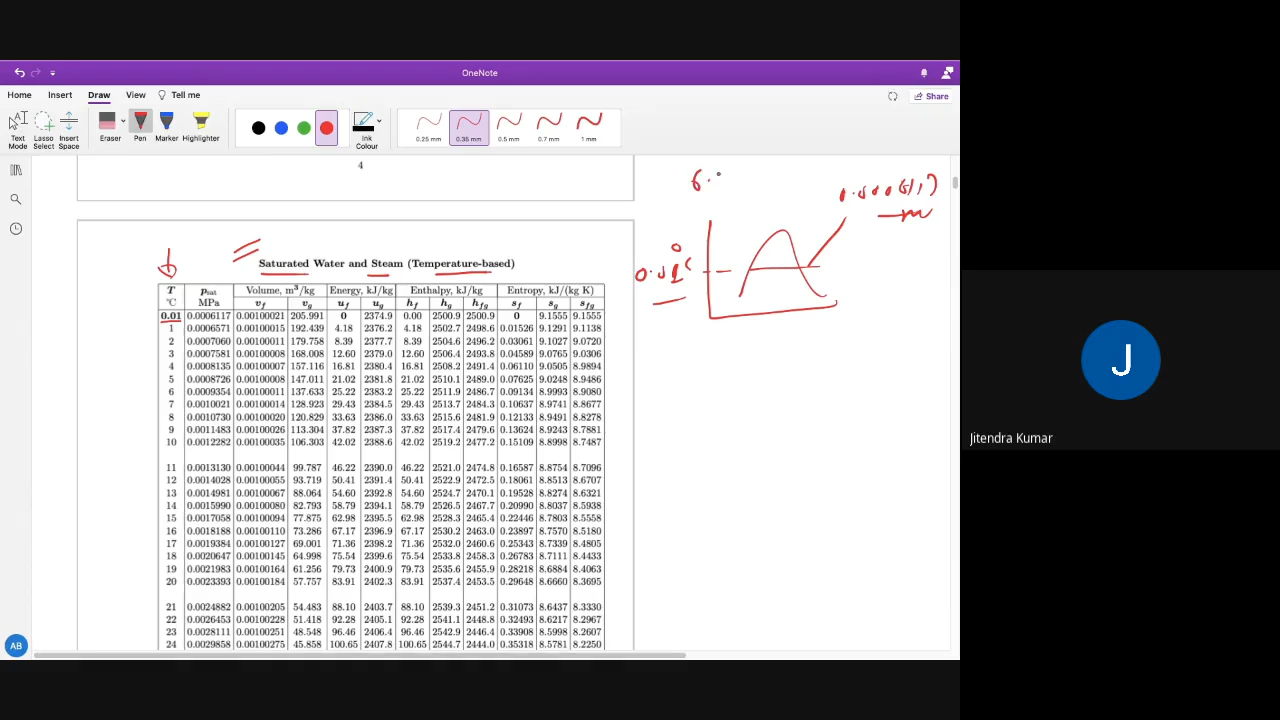 OneNote
Home Insert Draw View Tell me
Share
Text Mode
Lasso Select
Insert Space
Eraser
Pen
Marker
Highlighter
Ink Colour
0.25 mm
0.35 mm
0.5 mm
0.7 mm
1 mm
4
Saturated Water and Steam (Temperature-based)
T psat Volume, m³/kg Energy, kJ/kg Enthalpy, kJ/kg Entropy, kJ/(kg K)
°C MPa vf vg uf ug hf hg hfg sf sg sfg
0.01 0.0006117 0.00100021 205.991 0 2374.9 0.00 2500.9 2500.9 0 9.1555 9.1555
1 0.0006571 0.00100015 192.439 4.18 2376.2 4.18 2502.7 2498.6 0.01526 9.1291 9.1138
2 0.0007060 0.00100011 179.758 8.39 2377.7 8.39 2504.6 2496.2 0.03061 9.1027 9.0720
3 0.0007581 0.00100008 168.008 12.60 2379.0 12.60 2506.4 2493.8 0.04589 9.0765 9.0306
4 0.0008135 0.00100007 157.116 16.81 2380.4 16.81 2508.2 2491.4 0.06110 9.0505 8.9894
5 0.0008726 0.00100008 147.011 21.02 2381.8 21.02 2510.1 2489.0 0.07625 9.0248 8.9486
6 0.0009354 0.00100011 137.633 25.22 2383.2 25.22 2511.9 2486.7 0.09134 8.9993 8.9080
7 0.0010021 0.00100014 128.923 29.43 2384.5 29.43 2513.7 2484.3 0.10637 8.9741 8.8677
8 0.0010730 0.00100020 120.829 33.63 2386.0 33.63 2515.6 2481.9 0.12133 8.9491 8.8278
9 0.0011483 0.00100026 113.304 37.82 2387.3 37.82 2517.4 2479.6 0.13624 8.9243 8.7881
10 0.0012282 0.00100035 106.303 42.02 2388.6 42.02 2519.2 2477.2 0.15109 8.8998 8.7487
11 0.0013130 0.00100044 99.787 46.22 2390.0 46.22 2521.0 2474.8 0.16587 8.8754 8.7096
12 0.0014028 0.00100055 93.719 50.41 2391.4 50.41 2522.9 2472.5 0.18061 8.8513 8.6707
13 0.0014981 0.00100067 88.064 54.60 2392.8 54.60 2524.7 2470.1 0.19528 8.8274 8.6321
14 0.0015990 0.00100080 82.793 58.79 2394.1 58.79 2526.5 2467.7 0.20990 8.8037 8.5938
15 0.0017058 0.00100094 77.875 62.98 2395.5 62.98 2528.3 2465.4 0.22446 8.7803 8.5558
16 0.0018188 0.00100110 73.286 67.17 2396.9 67.17 2530.2 2463.0 0.23897 8.7570 8.5180
17 0.0019384 0.00100127 69.001 71.36 2398.2 71.36 2532.0 2460.6 0.25343 8.7339 8.4805
18 0.0020647 0.00100145 64.998 75.54 2399.6 75.54 2533.8 2458.3 0.26783 8.7111 8.4433
19 0.0021983 0.00100164 61.256 79.73 2400.9 79.73 2535.6 2455.9 0.28218 8.6884 8.4063
20 0.0023393 0.00100184 57.757 83.91 2402.3 83.91 2537.4 2453.5 0.29648 8.6660 8.3695
21 0.0024882 0.00100205 54.483 88.10 2403.7 88.10 2539.3 2451.2 0.31073 8.6437 8.3330
22 0.0026453 0.00100228 51.418 92.28 2405.1 92.28 2541.1 2448.8 0.32493 8.6217 8.2967
23 0.0028111 0.00100251 48.548 96.46 2406.4 96.46 2542.9 2446.4 0.33908 8.5998 8.2607
24 0.0029858 0.00100275 45.858 100.65 2407.8 100.65 2544.7 2444.0 0.35318 8.5781 8.2250
AB
J
Jitendra Kumar